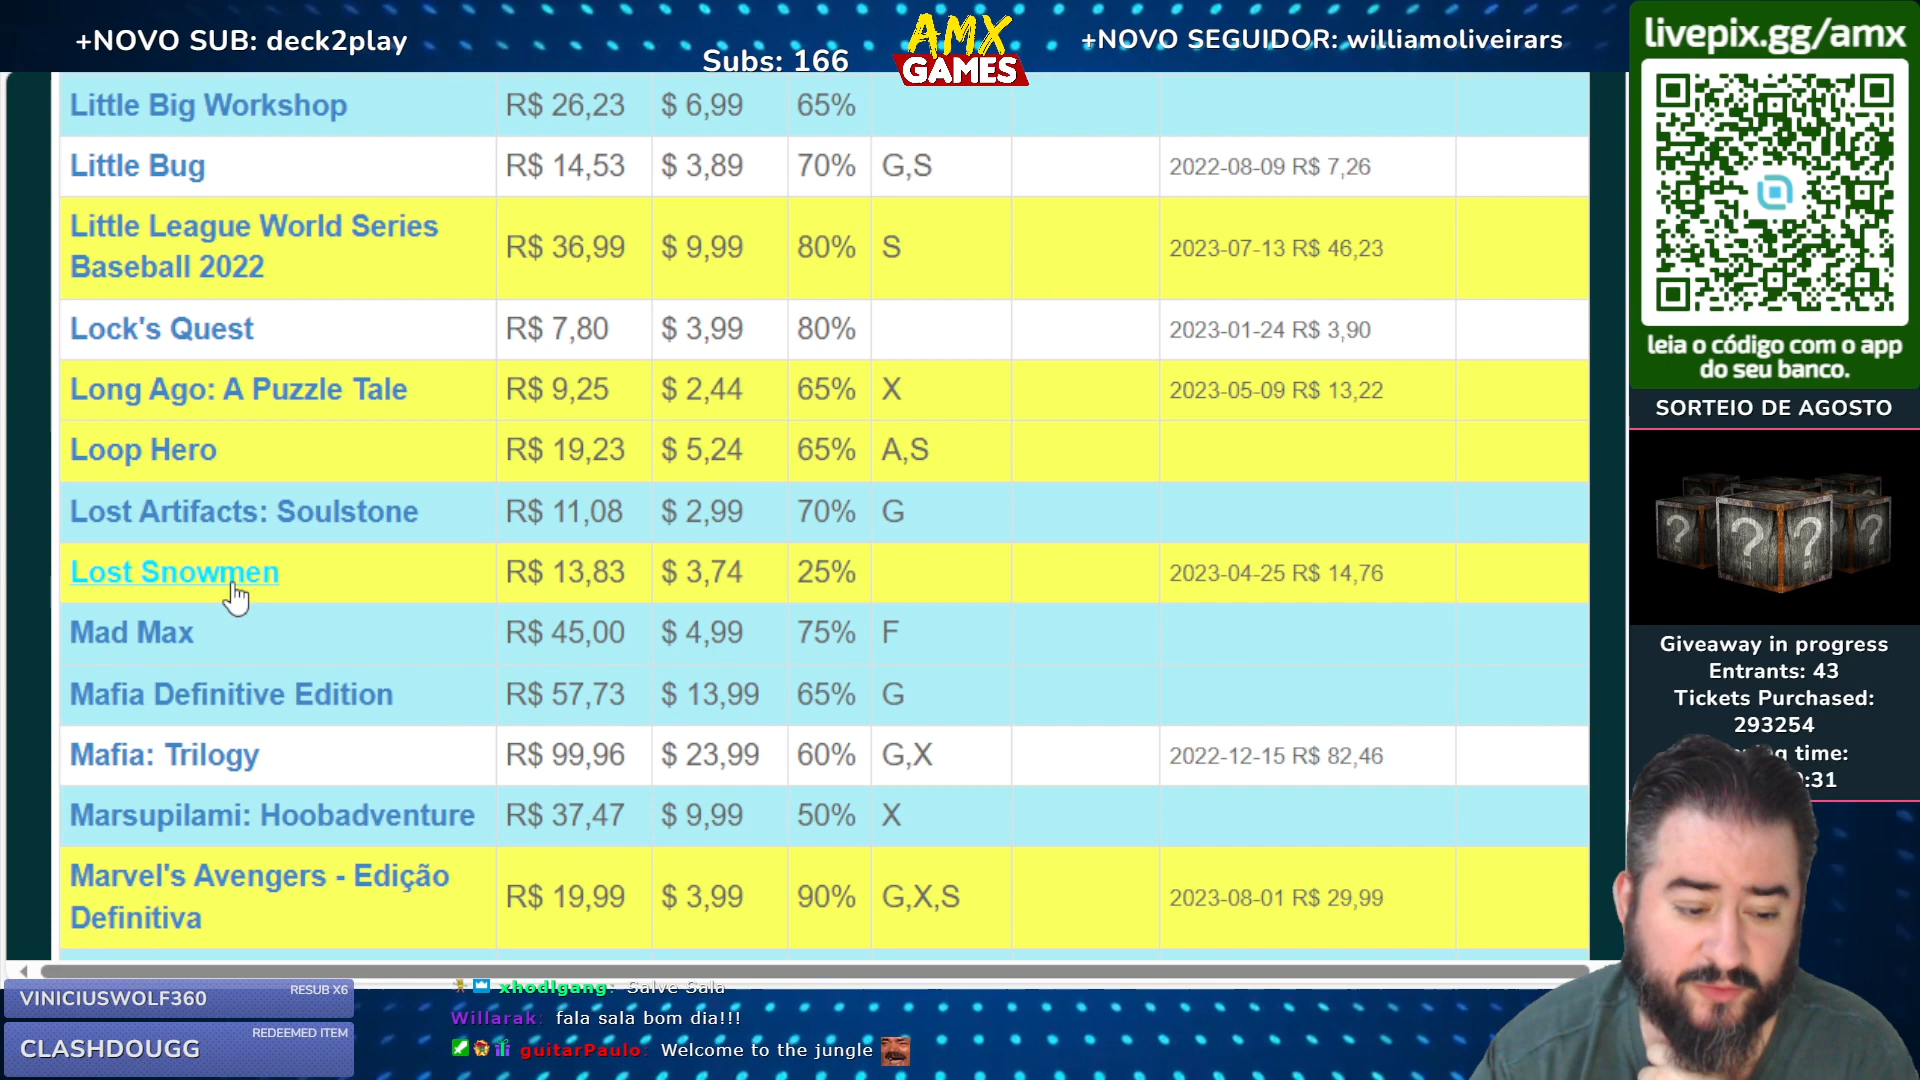 +NOVO SUB: deck2play
Subs: 166
AMX
GAMES
+NOVO SEGUIDOR: williamoliveirars
livepix.gg/amx
leia o código com o app
do seu banco.
SORTEIO DE AGOSTO
? ? ? ?
Giveaway in progress
Entrants: 43
Tickets Purchased:
293254
time:
:31
Little Big Workshop R$ 26,23 $ 6,99 65%
Little Bug R$ 14,53 $ 3,89 70% G,S 2022-08-09 R$ 7,26
Little League World Series
Baseball 2022 R$ 36,99 $ 9,99 80% S 2023-07-13 R$ 46,23
Lock's Quest R$ 7,80 $ 3,99 80% 2023-01-24 R$ 3,90
Long Ago: A Puzzle Tale R$ 9,25 $ 2,44 65% X 2023-05-09 R$ 13,22
Loop Hero R$ 19,23 $ 5,24 65% A,S
Lost Artifacts: Soulstone R$ 11,08 $ 2,99 70% G
Lost Snowmen R$ 13,83 $ 3,74 25% 2023-04-25 R$ 14,76
Mad Max R$ 45,00 $ 4,99 75% F
Mafia Definitive Edition R$ 57,73 $ 13,99 65% G
Mafia: Trilogy R$ 99,96 $ 23,99 60% G,X 2022-12-15 R$ 82,46
Marsupilami: Hoobadventure R$ 37,47 $ 9,99 50% X
Marvel's Avengers - Edição
Definitiva R$ 19,99 $ 3,99 90% G,X,S 2023-08-01 R$ 29,99
VINICIUSWOLF360 RESUB X6
CLASHDOUGG REDEEMED ITEM
xhodlgang: Salve Sala
Willarak: fala sala bom dia!!!
guitarPaulo: Welcome to the jungle